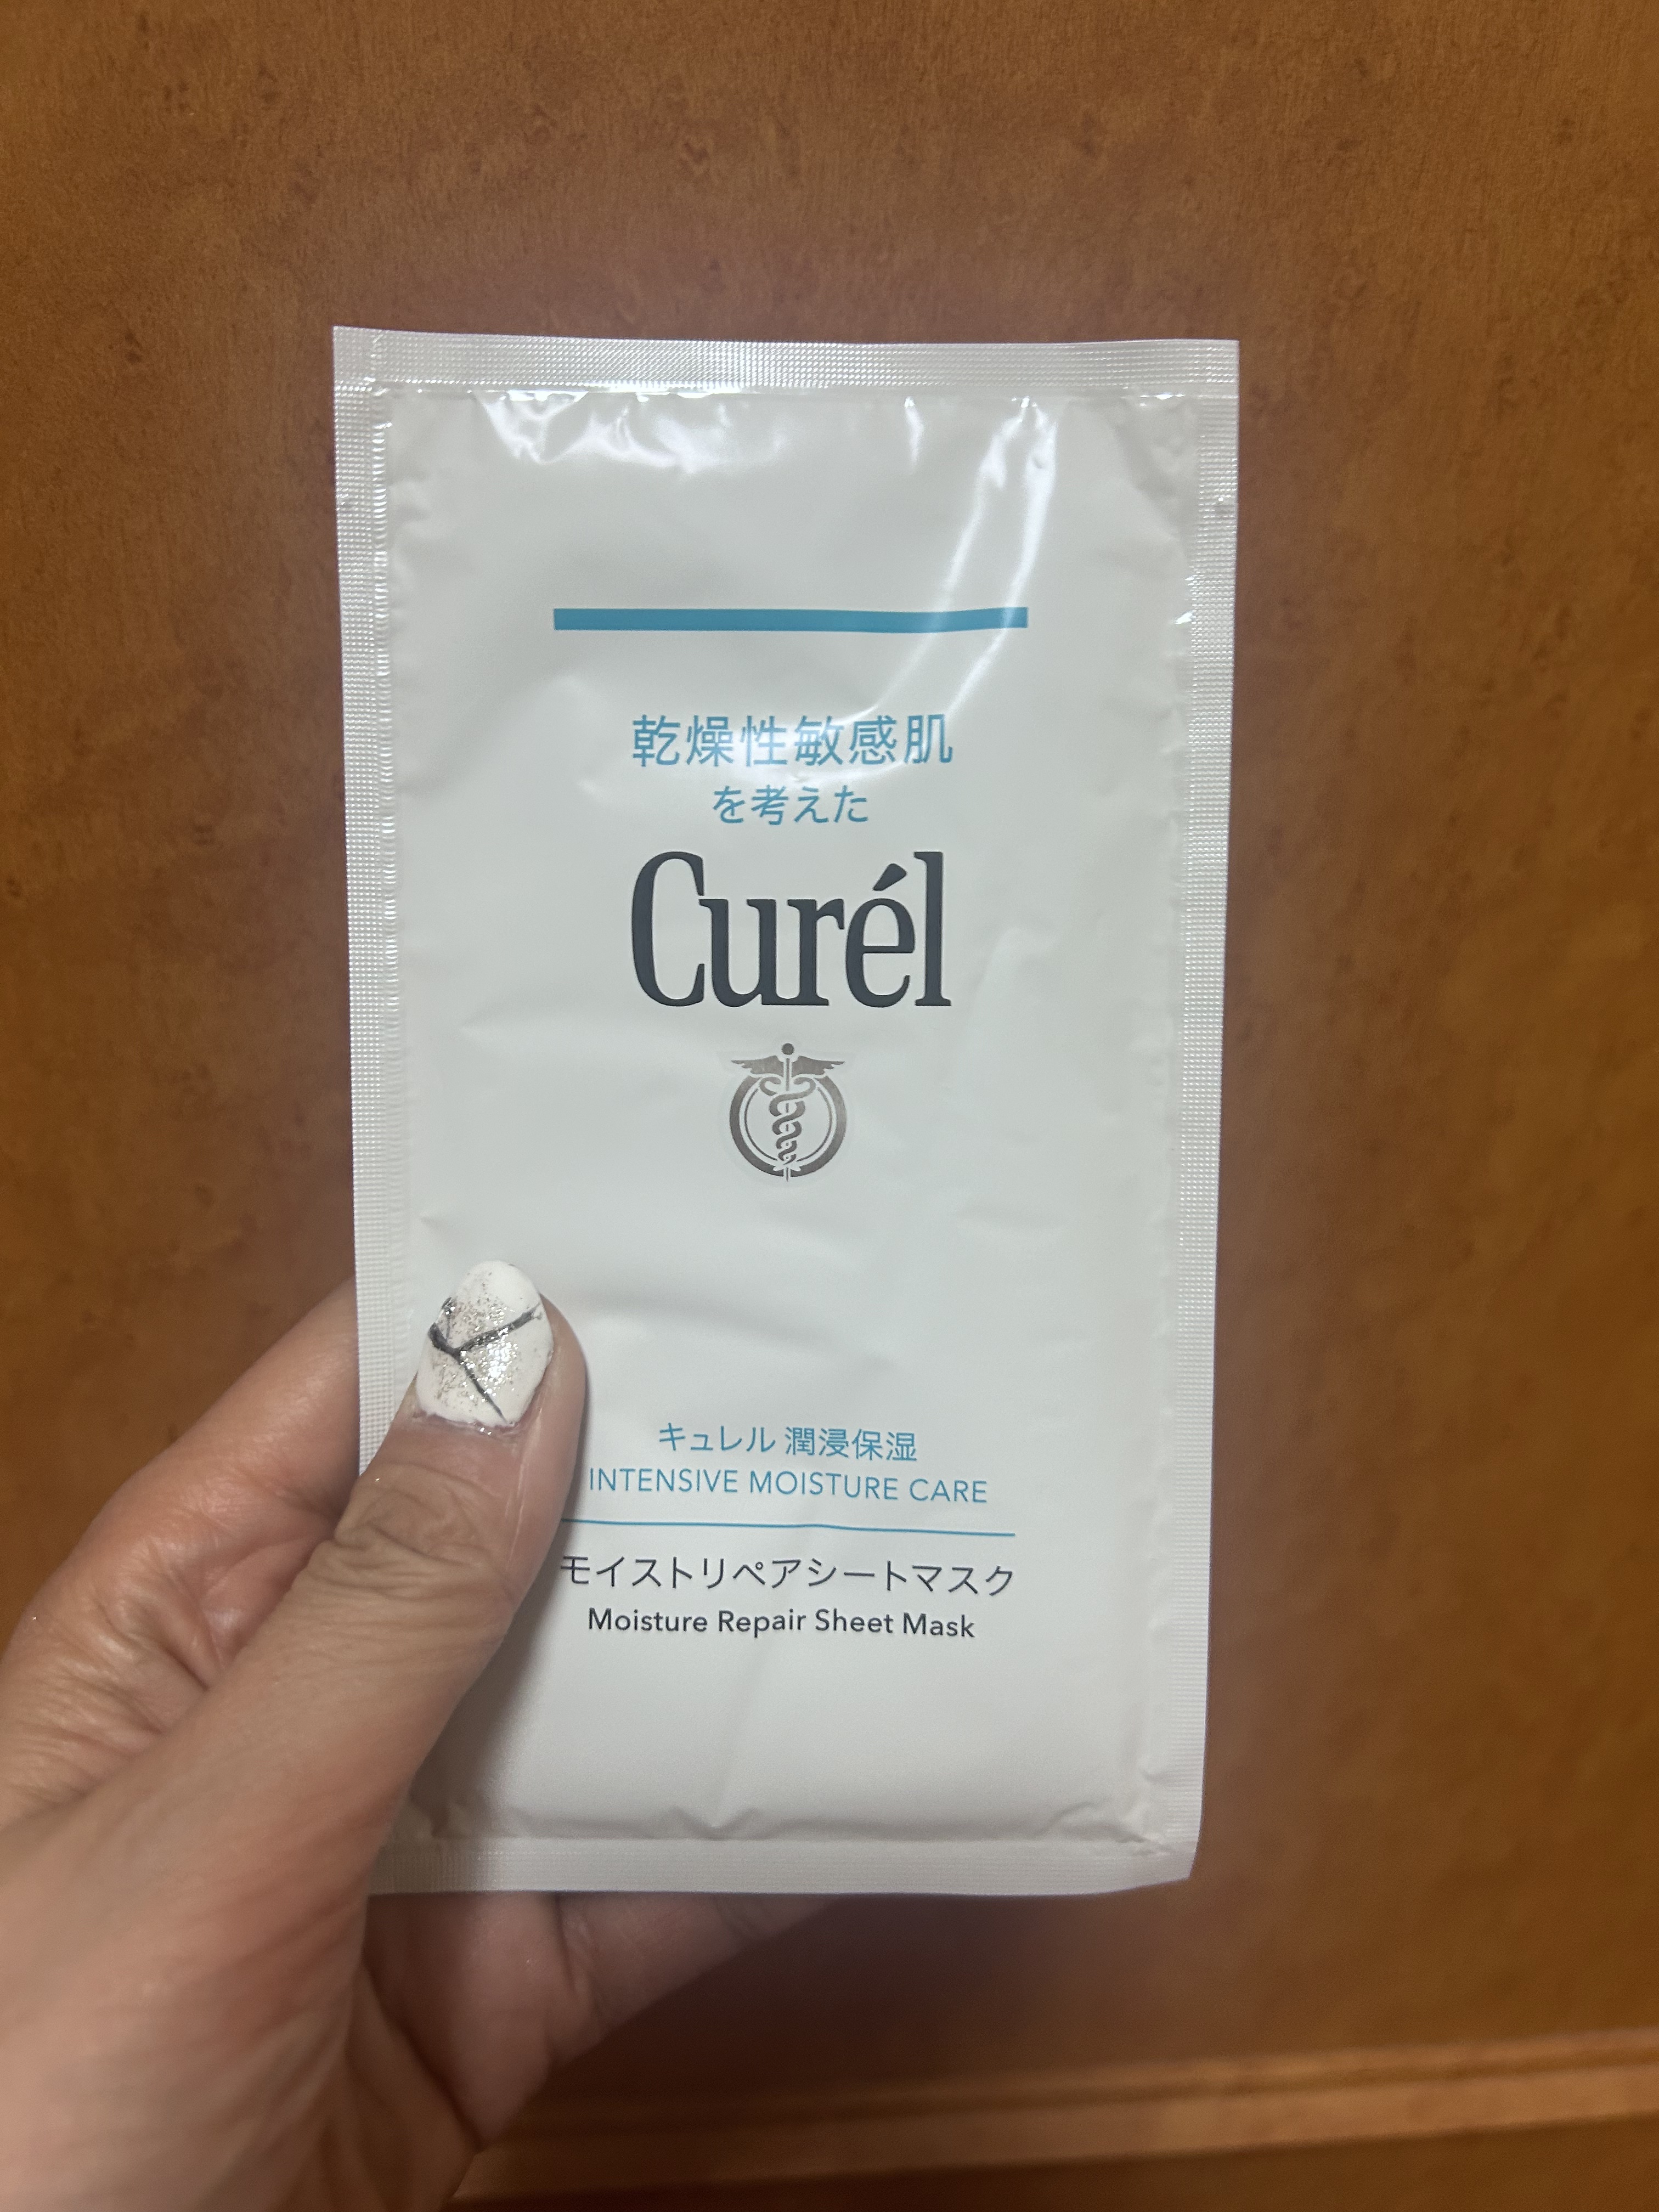 乾燥性敏感肌
を考えた
Curél
キュレル 潤浸保湿
INTENSIVE MOISTURE CARE
モイストリペアシートマスク
Moisture Repair Sheet Mask